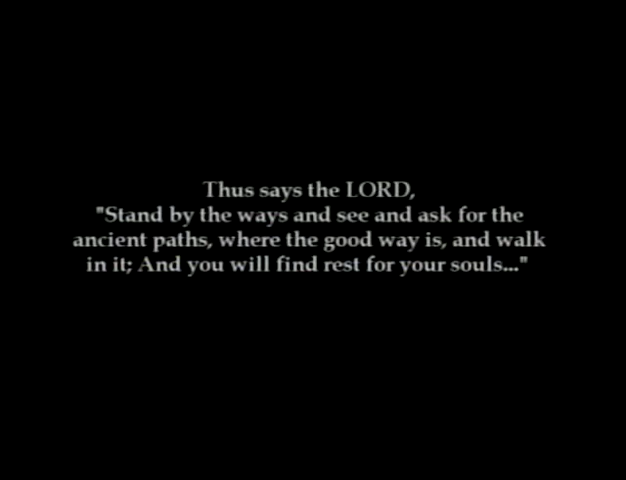 Thus says the LORD,
"Stand by the ways and see and ask for the
ancient paths, where the good way is, and walk
in it; And you will find rest for your souls..."